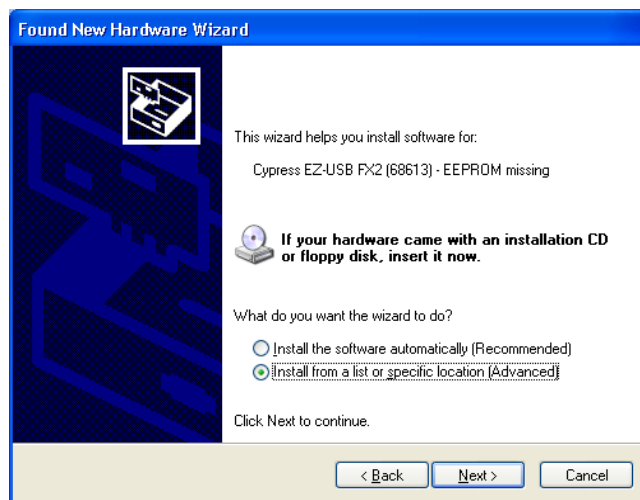 Found New Hardware Wizard
This wizard helps you install software for:
Cypress EZ-USB FX2 (68613) - EEPROM missing
If your hardware came with an installation CD
or floppy disk, insert it now.
What do you want the wizard to do?
Install the software automatically (Recommended)
Install from a list or specific location (Advanced)
Click Next to continue.
< Back Next > Cancel